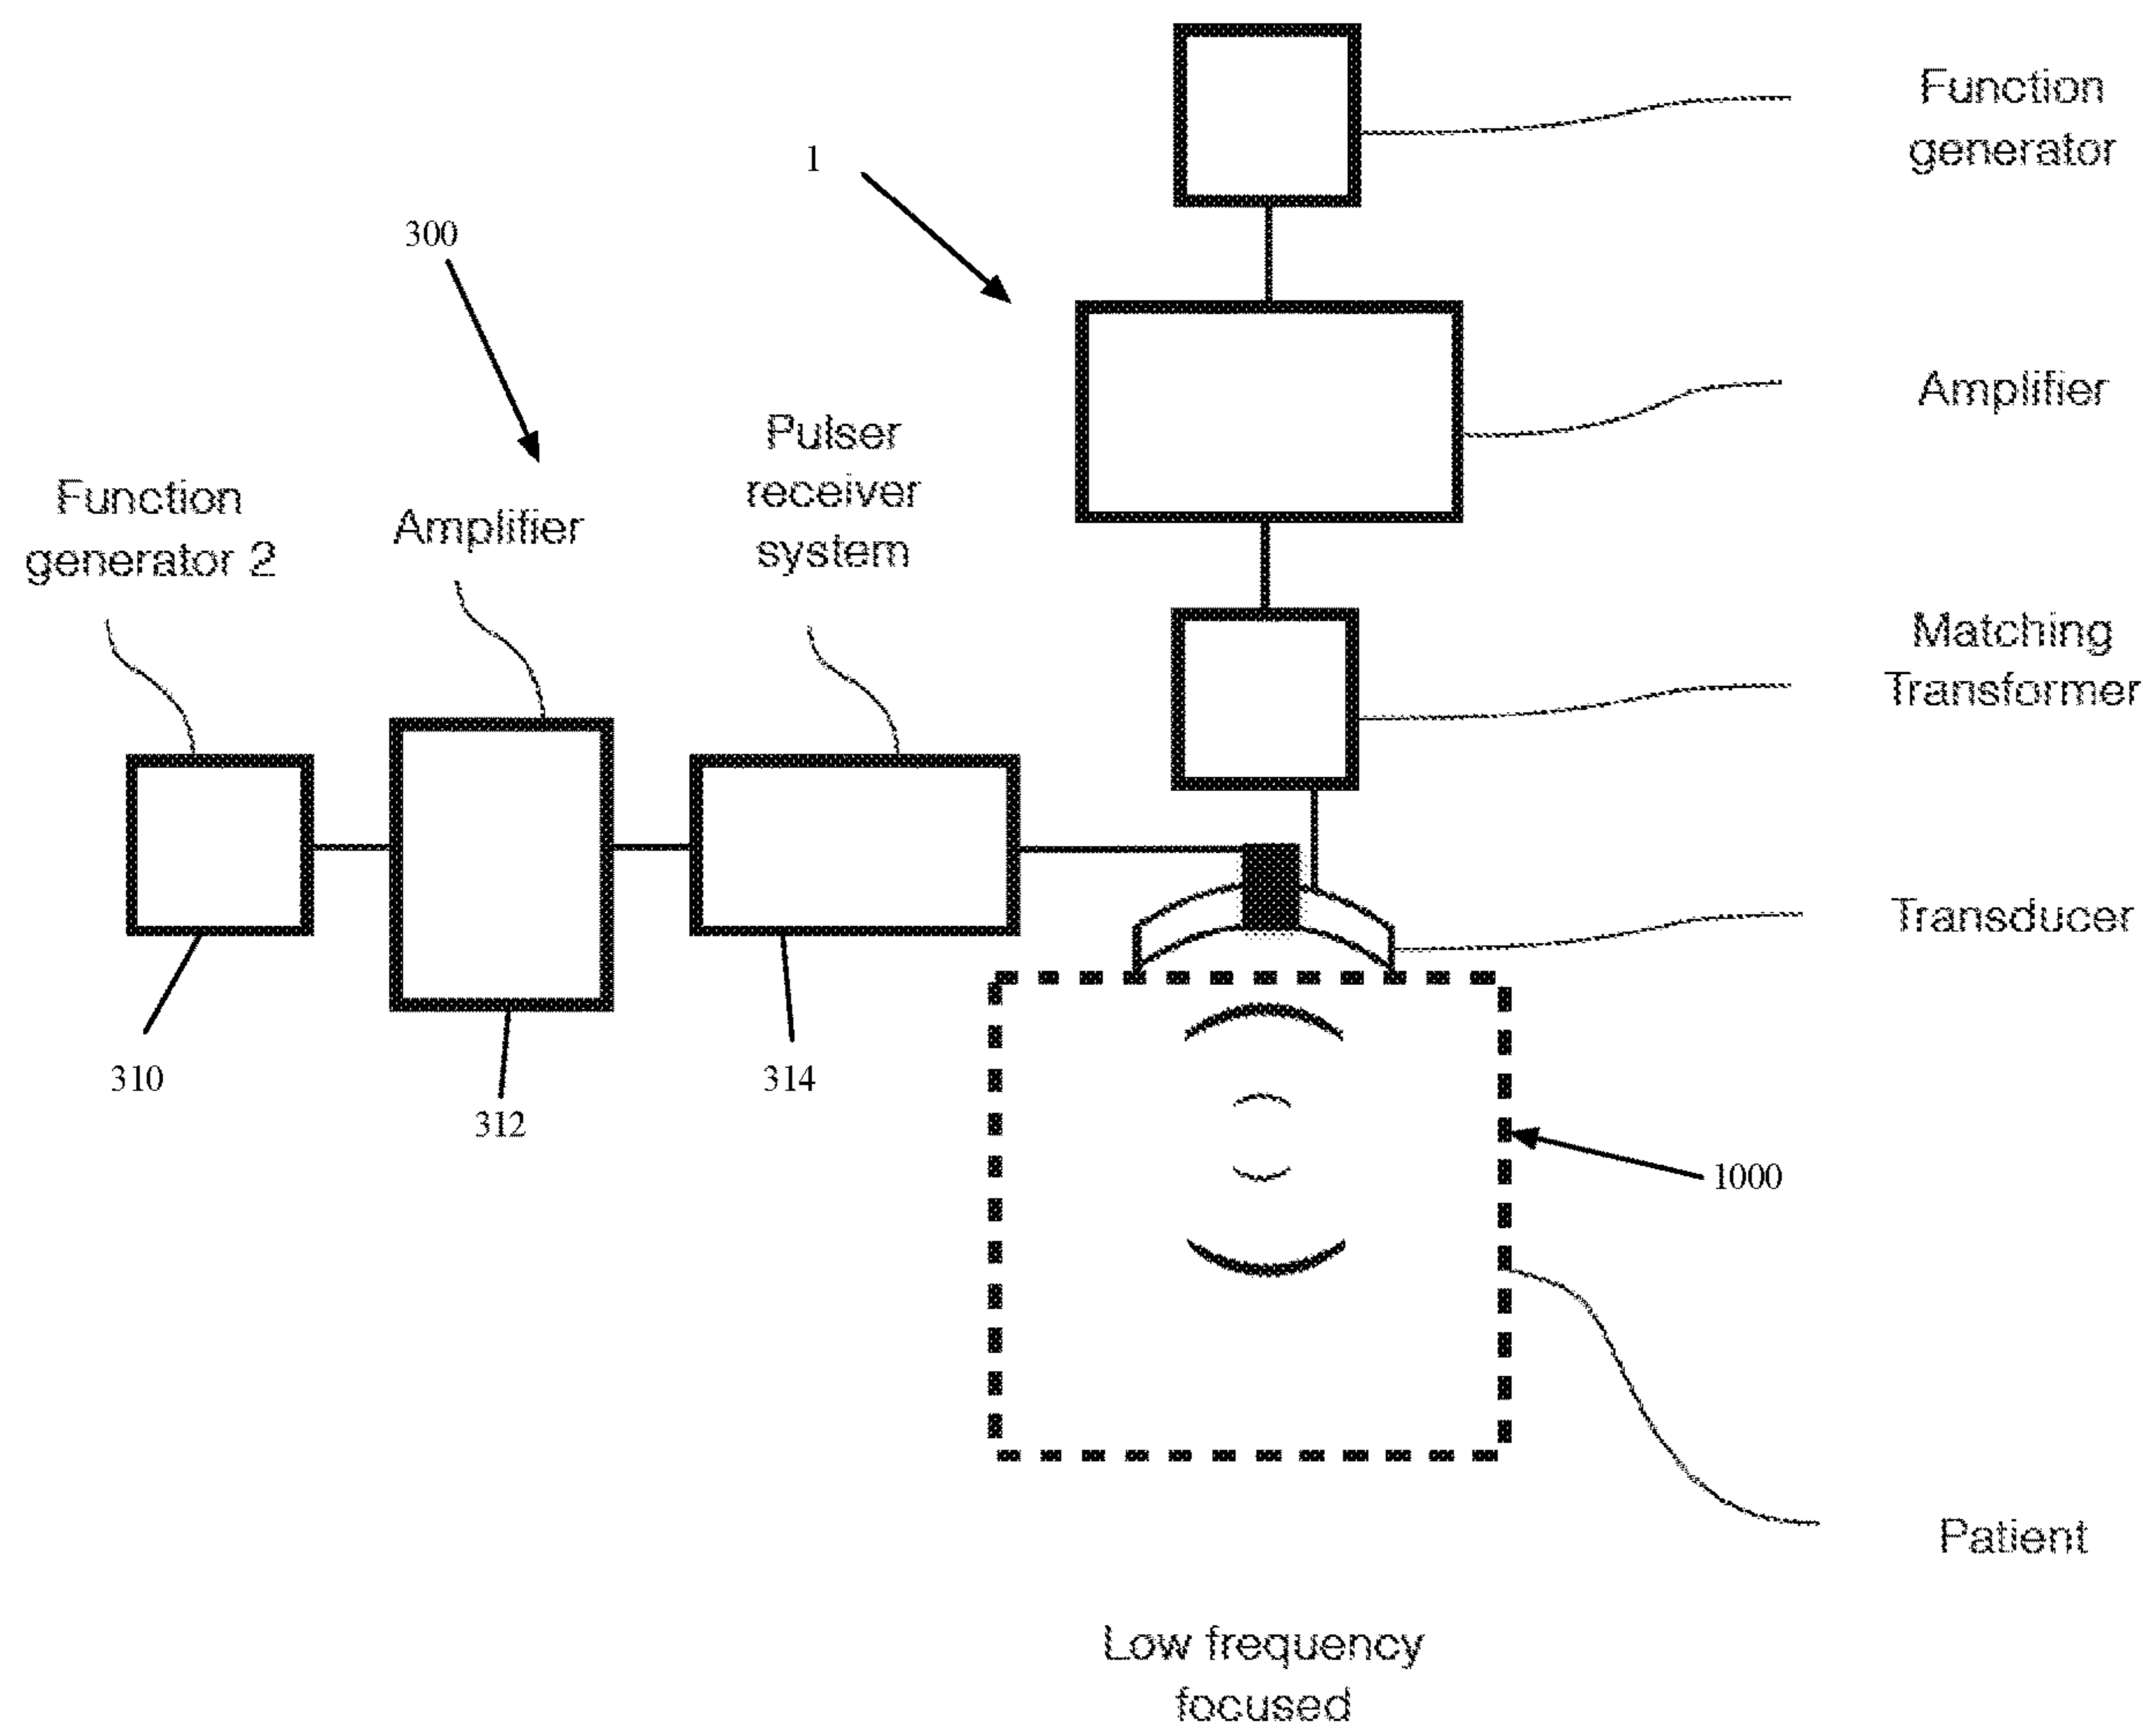 Function
generator
1
300
Amplifier
Pulser
receiver
system
Function
generator 2
Amplifier
Matching
Transformer
Transducer
310
312
314
1000
Patient
Low frequency
focused